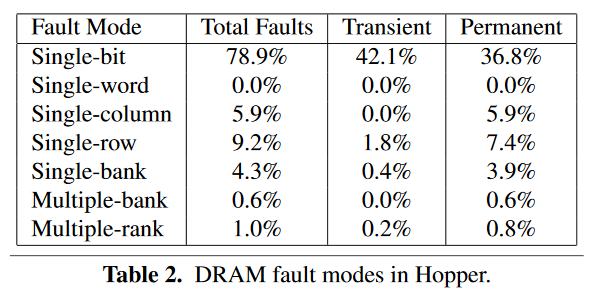 Fault Mode Total Faults Transient Permanent
Single-bit 78.9% 42.1% 36.8%
Single-word 0.0% 0.0% 0.0%
Single-column 5.9% 0.0% 5.9%
Single-row 9.2% 1.8% 7.4%
Single-bank 4.3% 0.4% 3.9%
Multiple-bank 0.6% 0.0% 0.6%
Multiple-rank 1.0% 0.2% 0.8%
Table 2. DRAM fault modes in Hopper.